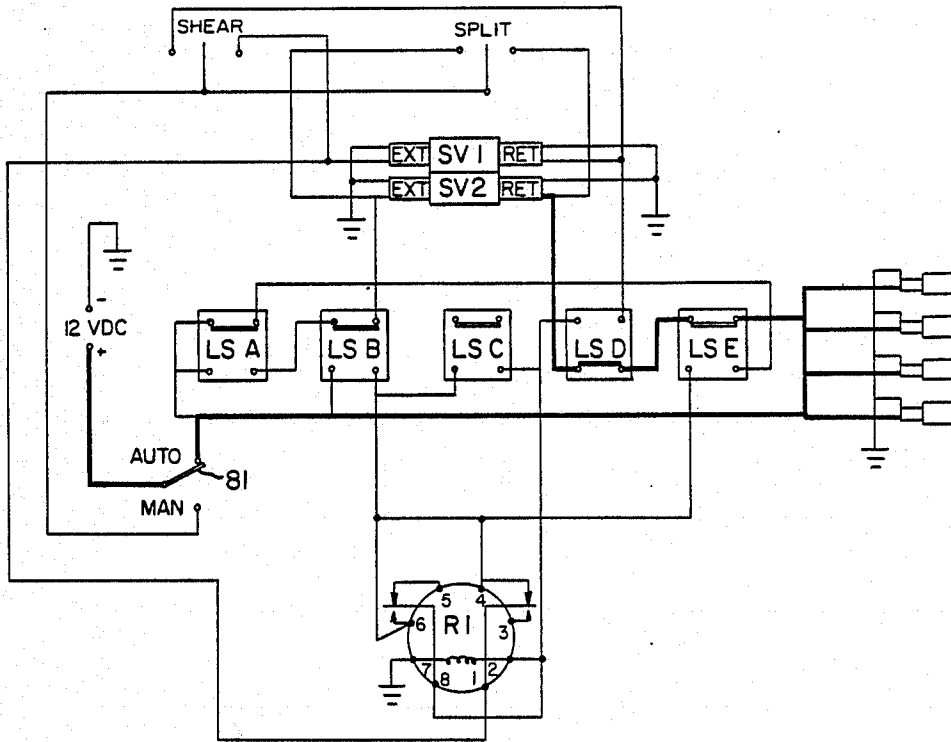 SHEAR
SPLIT
EXT SV1 RET
EXT SV2 RET
-
12 VDC
+
LS A
LS B
LS C
LS D
LS E
AUTO
81
MAN
5
4
6
R1
3
7
2
8
1